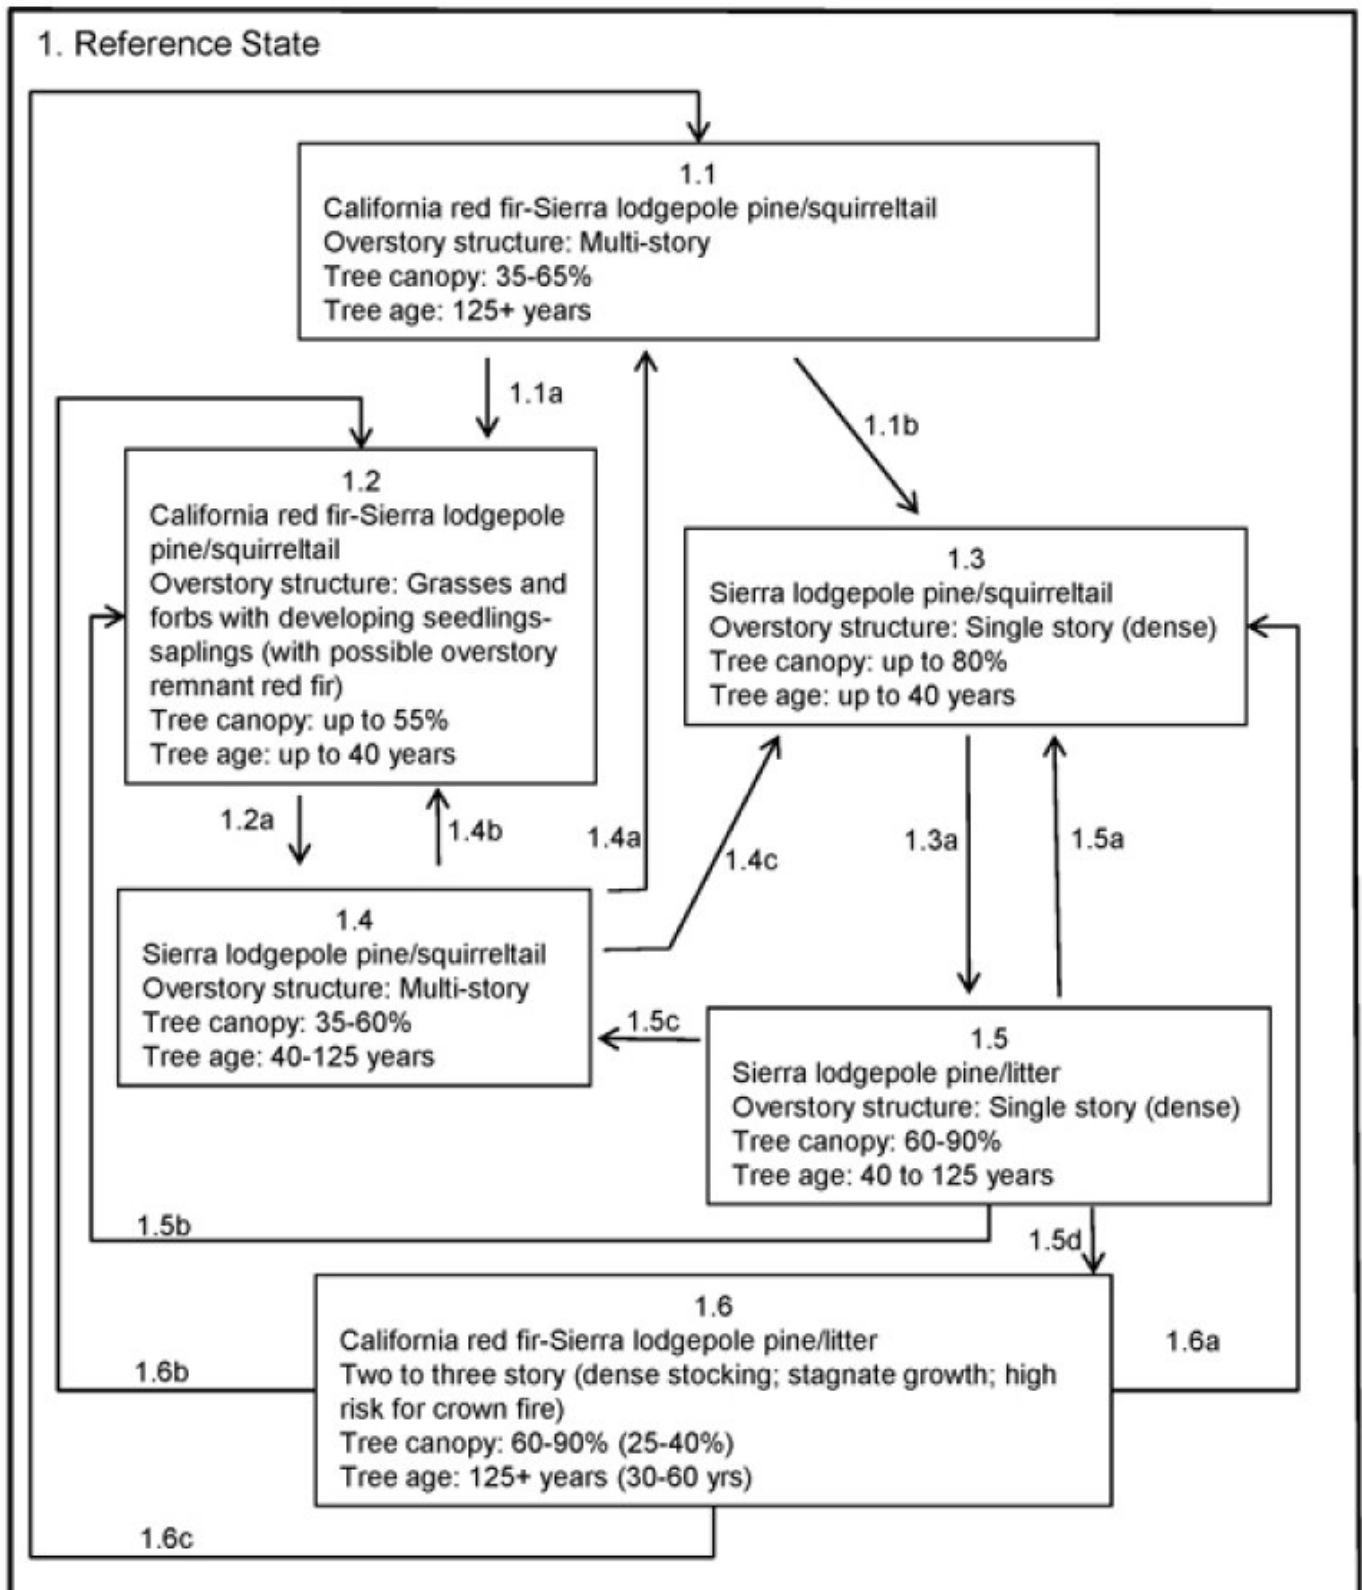 1. Reference State
1.1
California red fir-Sierra lodgepole pine/squirreltail
Overstory structure: Multi-story
Tree canopy: 35-65%
Tree age: 125+ years
1.1a
1.1b
1.2
California red fir-Sierra lodgepole
pine/squirreltail
Overstory structure: Grasses and
forbs with developing seedlings-
saplings (with possible overstory
remnant red fir)
Tree canopy: up to 55%
Tree age: up to 40 years
1.3
Sierra lodgepole pine/squirreltail
Overstory structure: Single story (dense)
Tree canopy: up to 80%
Tree age: up to 40 years
1.2a
1.4b
1.4a
1.4c
1.3a
1.5a
1.4
Sierra lodgepole pine/squirreltail
Overstory structure: Multi-story
Tree canopy: 35-60%
Tree age: 40-125 years
1.5c
1.5
Sierra lodgepole pine/litter
Overstory structure: Single story (dense)
Tree canopy: 60-90%
Tree age: 40 to 125 years
1.5b
1.5d
1.6
California red fir-Sierra lodgepole pine/litter
Two to three story (dense stocking; stagnate growth; high
risk for crown fire)
Tree canopy: 60-90% (25-40%)
Tree age: 125+ years (30-60 yrs)
1.6a
1.6b
1.6c